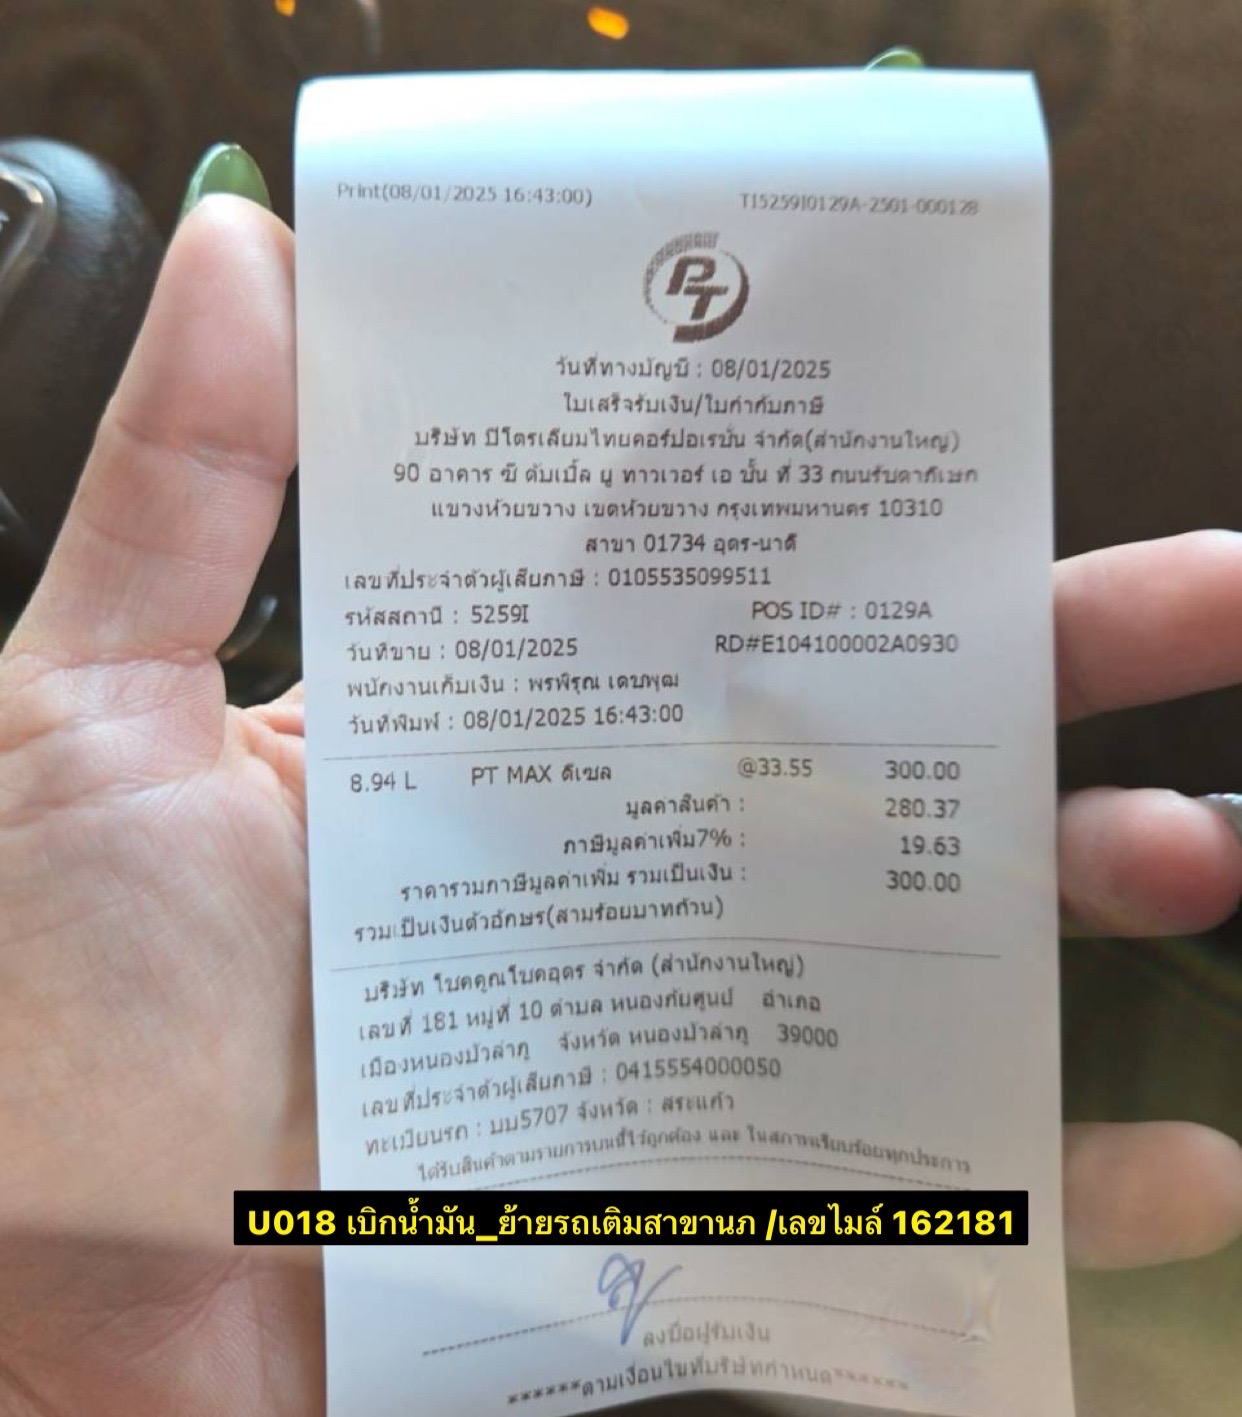 Print(08/01/2025 16:43:00) TI5259I0129A-2501-000128
PT
วันที่ทางบัญชี : 08/01/2025
ใบเสร็จรับเงิน/ใบกำกับภาษี
บริษัท ปิโตรเลียมไทยคอร์ปอเรชั่น จำกัด(สำนักงานใหญ่)
90 อาคาร ซี ดับเบิ้ล ยู ทาวเวอร์ เอ ชั้น ที่ 33 ถนนรัชดาภิเษก
แขวงห้วยขวาง เขตห้วยขวาง กรุงเทพมหานคร 10310
สาขา 01734 อุดร-นาดี
เลขที่ประจำตัวผู้เสียภาษี : 0105535099511
รหัสสถานี : 5259I POS ID# : 0129A
วันที่ขาย : 08/01/2025 RD#E104100002A0930
พนักงานเก็บเงิน : พรพิรุณ เดชพุฒ
วันที่พิมพ์ : 08/01/2025 16:43:00
8.94 L PT MAX ดีเซล @33.55 300.00
มูลค่าสินค้า : 280.37
ภาษีมูลค่าเพิ่ม7% : 19.63
ราคารวมภาษีมูลค่าเพิ่ม รวมเป็นเงิน : 300.00
รวมเป็นเงินตัวอักษร(สามร้อยบาทถ้วน)
บริษัท โชคคูณโชคอุดร จำกัด (สำนักงานใหญ่)
เลขที่ 181 หมู่ที่ 10 ตำบล หนองภัยศูนย์ อำเภอ
เมืองหนองบัวลำภู จังหวัด หนองบัวลำภู 39000
เลขที่ประจำตัวผู้เสียภาษี : 0415554000050
ทะเบียนรถ : บบ5707 จังหวัด : สระแก้ว
ได้รับสินค้าตามรายการบนนี้ไว้ถูกต้อง และ ในสภาพเรียบร้อยทุกประการ
U018 เบิกน้ำมัน_ย้ายรถเติมสาขานภ /เลขไมล์ 162181
ลงชื่อผู้รับเงิน
******ตามเงื่อนไขที่บริษัทกำหนด******